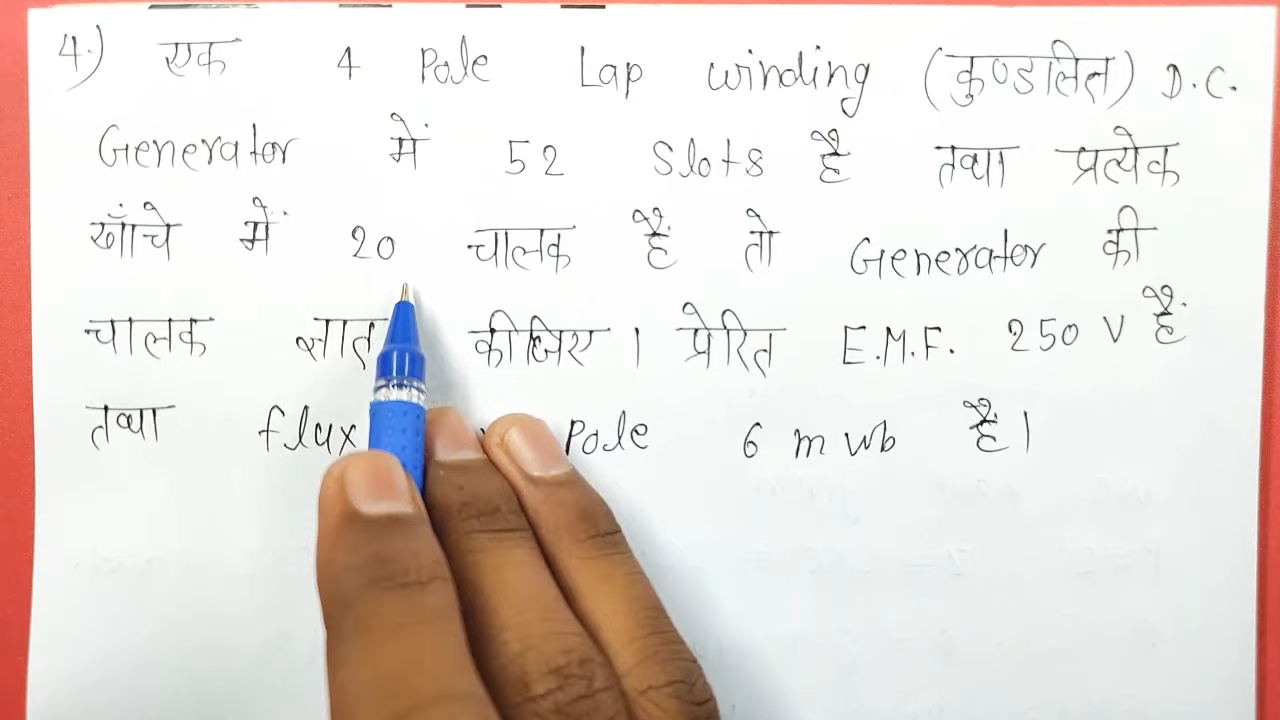 4.) एक 4 Pole Lap winding (कुण्डलित) D.C.
Generator में 52 Slots है तथा प्रत्येक
खाँचे में 20 चालक हैं तो Generator की
चालक ज्ञात कीजिए । प्रेरित E.M.F. 250 V हैं
तथा flux Pole 6 m wb है।